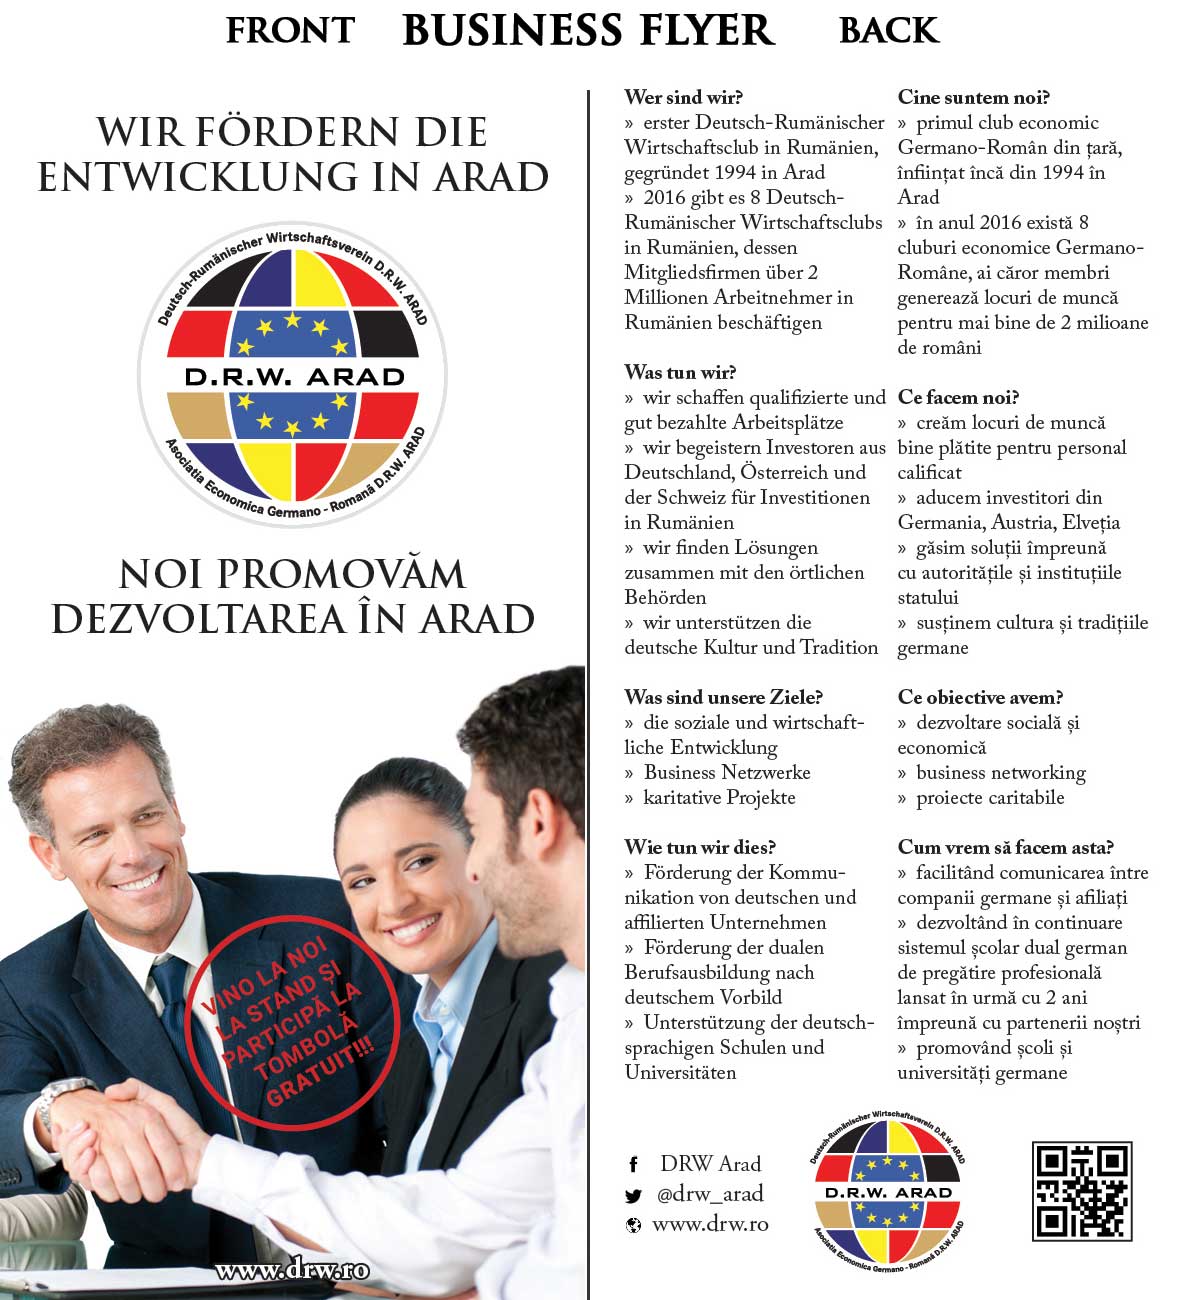 FRONT BUSINESS FLYER BACK
WIR FÖRDERN DIE
ENTWICKLUNG IN ARAD
Deutsch-Rumänischer Wirtschaftsverein D.R.W. ARAD
D.R.W. ARAD
Asociatia Economica Germano - Romană D.R.W. ARAD
NOI PROMOVĂM
DEZVOLTAREA ÎN ARAD
VINO LA NOI
LA STAND ȘI
PARTICIPĂ LA
TOMBOLĂ
GRATUIT!!!
www.drw.ro
Wer sind wir?
» erster Deutsch-Rumänischer
Wirtschaftsclub in Rumänien,
gegründet 1994 in Arad
» 2016 gibt es 8 Deutsch-
Rumänischer Wirtschaftsclubs
in Rumänien, dessen
Mitgliedsfirmen über 2
Millionen Arbeitnehmer in
Rumänien beschäftigen
Was tun wir?
» wir schaffen qualifizierte und
gut bezahlte Arbeitsplätze
» wir begeistern Investoren aus
Deutschland, Österreich und
der Schweiz für Investitionen
in Rumänien
» wir finden Lösungen
zusammen mit den örtlichen
Behörden
» wir unterstützen die
deutsche Kultur und Tradition
Was sind unsere Ziele?
» die soziale und wirtschaft-
liche Entwicklung
» Business Netzwerke
» karitative Projekte
Wie tun wir dies?
» Förderung der Kommu-
nikation von deutschen und
affilierten Unternehmen
» Förderung der dualen
Berufsausbildung nach
deutschem Vorbild
» Unterstützung der deutsch-
sprachigen Schulen und
Universitäten
Cine suntem noi?
» primul club economic
Germano-Român din țară,
înființat încă din 1994 în
Arad
» în anul 2016 există 8
cluburi economice Germano-
Române, ai căror membri
generează locuri de muncă
pentru mai bine de 2 milioane
de români
Ce facem noi?
» creăm locuri de muncă
bine plătite pentru personal
calificat
» aducem investitori din
Germania, Austria, Elveția
» găsim soluții împreună
cu autoritățile și instituțiile
statului
» susținem cultura și tradițiile
germane
Ce obiective avem?
» dezvoltare socială și
economică
» business networking
» proiecte caritabile
Cum vrem să facem asta?
» facilitând comunicarea între
companii germane și afiliați
» dezvoltând în continuare
sistemul școlar dual german
de pregătire profesională
lansat în urmă cu 2 ani
împreună cu partenerii noștri
» promovând școli și
universități germane
DRW Arad
@drw_arad
www.drw.ro
Deutsch-Rumänischer Wirtschaftsverein D.R.W. ARAD
D.R.W. ARAD
Asociatia Economica Germano - Romană D.R.W. ARAD